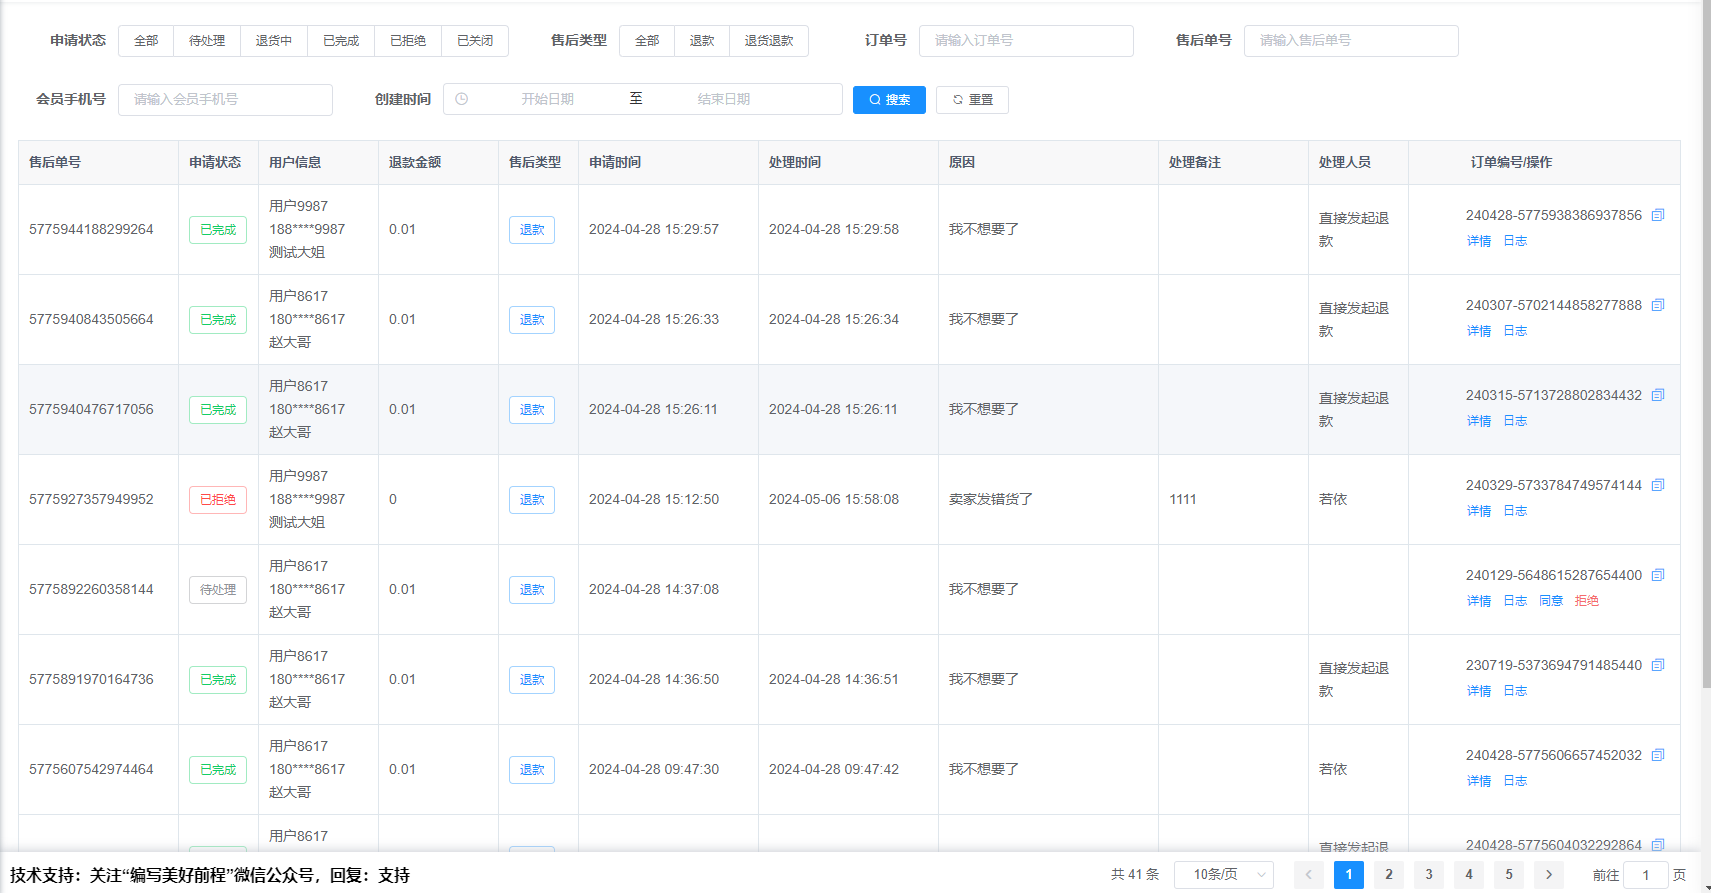 申请状态 全部 待处理 退货中 已完成 已拒绝 已关闭 售后类型 全部 退款 退货退款 订单号 请输入订单号 售后单号 请输入售后单号
会员手机号 请输入会员手机号 创建时间 开始日期 至 结束日期 搜索 重置
售后单号 申请状态 用户信息 退款金额 售后类型 申请时间 处理时间 原因 处理备注 处理人员 订单编号/操作
用户9987
5775944188299264 已完成 188****9987 0.01 退款 2024-04-28 15:29:57 2024-04-28 15:29:58 我不想要了 直接发起退款 240428-5775938386937856
测试大姐 详情 日志
用户8617
5775940843505664 已完成 180****8617 0.01 退款 2024-04-28 15:26:33 2024-04-28 15:26:34 我不想要了 直接发起退款 240307-5702144858277888
赵大哥 详情 日志
用户8617
5775940476717056 已完成 180****8617 0.01 退款 2024-04-28 15:26:11 2024-04-28 15:26:11 我不想要了 直接发起退款 240315-5713728802834432
赵大哥 详情 日志
用户9987
5775927357949952 已拒绝 188****9987 0 退款 2024-04-28 15:12:50 2024-05-06 15:58:08 卖家发错货了 1111 若依 240329-5733784749574144
测试大姐 详情 日志
用户8617
5775892260358144 待处理 180****8617 0.01 退款 2024-04-28 14:37:08 我不想要了 240129-5648615287654400
赵大哥 详情 日志 同意 拒绝
用户8617
5775891970164736 已完成 180****8617 0.01 退款 2024-04-28 14:36:50 2024-04-28 14:36:51 我不想要了 直接发起退款 230719-5373694791485440
赵大哥 详情 日志
用户8617
5775607542974464 已完成 180****8617 0.01 退款 2024-04-28 09:47:30 2024-04-28 09:47:42 我不想要了 若依 240428-5775606657452032
赵大哥 详情 日志
用户8617 直接发起退 240428-5775604032292864
技术支持：关注“编写美好前程”微信公众号，回复：支持 共 41 条 10条/页 1 2 3 4 5 前往 1 页